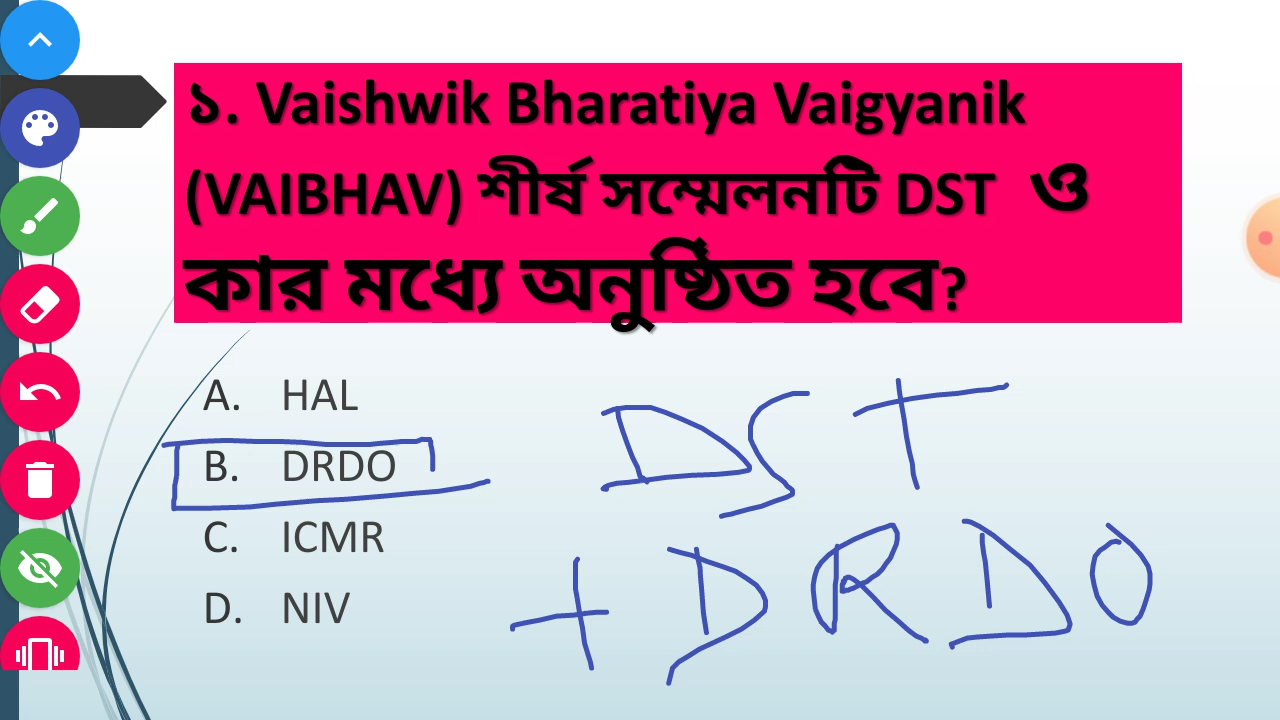 ১. Vaishwik Bharatiya Vaigyanik
(VAIBHAV) শীর্ষ সম্মেলনটি DST ও
কার মধ্যে অনুষ্ঠিত হবে?
A. HAL
B. DRDO
C. ICMR
D. NIV
DST
+ DRDO